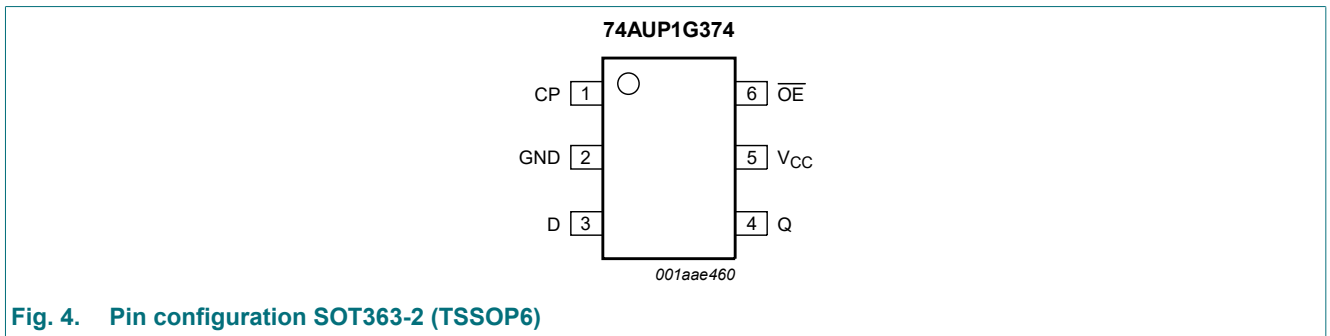 74AUP1G374
CP 1 6 OE
GND 2 5 VCC
D 3 4 Q
001aae460
Fig. 4. Pin configuration SOT363-2 (TSSOP6)